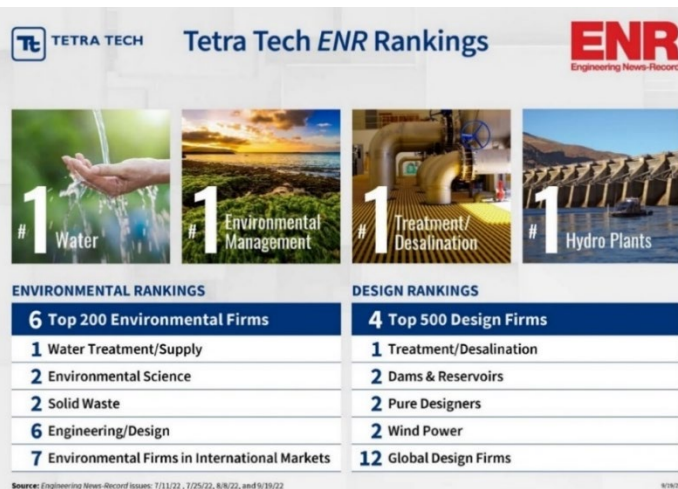 Tt TETRA TECH
Tetra Tech ENR Rankings
ENR
Engineering News-Record
#1 Water
#1 Environmental
Management
#1 Treatment/
Desalination
#1 Hydro Plants
ENVIRONMENTAL RANKINGS
6 Top 200 Environmental Firms
1 Water Treatment/Supply
2 Environmental Science
2 Solid Waste
6 Engineering/Design
7 Environmental Firms in International Markets
DESIGN RANKINGS
4 Top 500 Design Firms
1 Treatment/Desalination
2 Dams & Reservoirs
2 Pure Designers
2 Wind Power
12 Global Design Firms
Source: Engineering News-Record issues: 7/11/22, 7/25/22, 8/8/22, and 9/19/22